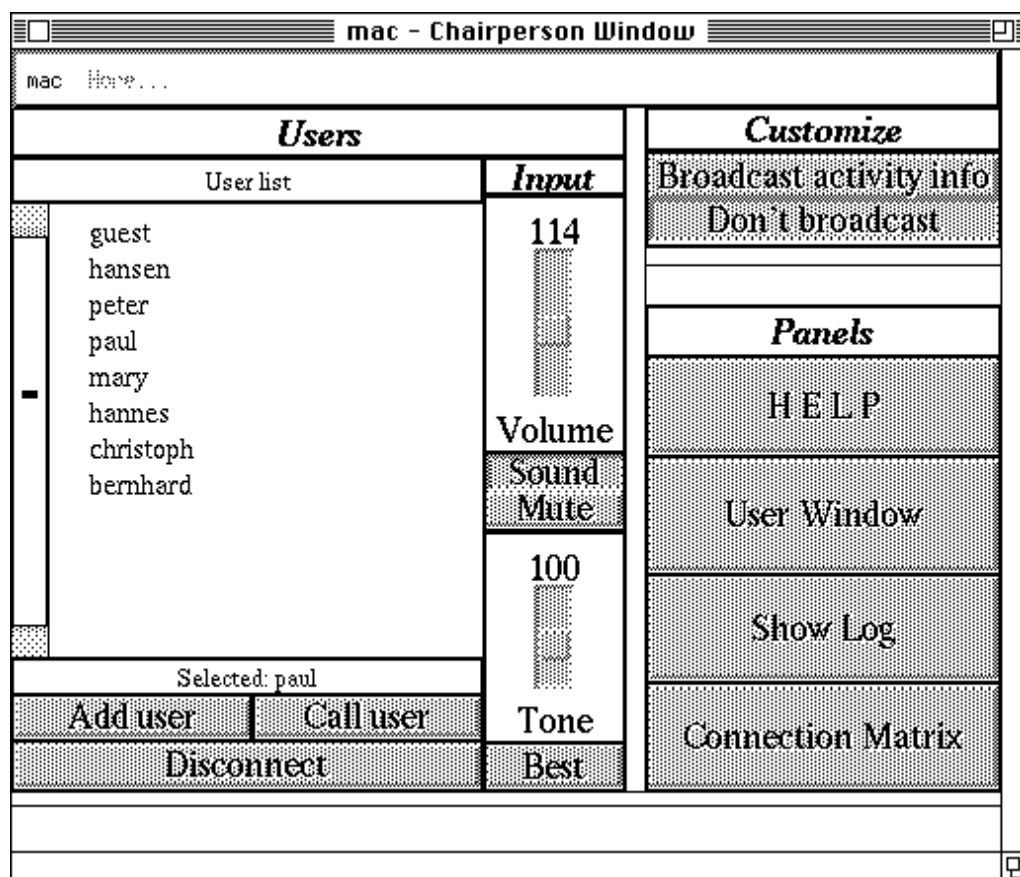 mac – Chairperson Window
mac
Users
User list
guest
hansen
peter
paul
mary
hannes
christoph
bernhard
Selected: paul
Add user
Call user
Disconnect
Input
114
Volume
Sound
Mute
100
Tone
Best
Customize
Broadcast activity info
Don't broadcast
Panels
H E L P
User Window
Show Log
Connection Matrix